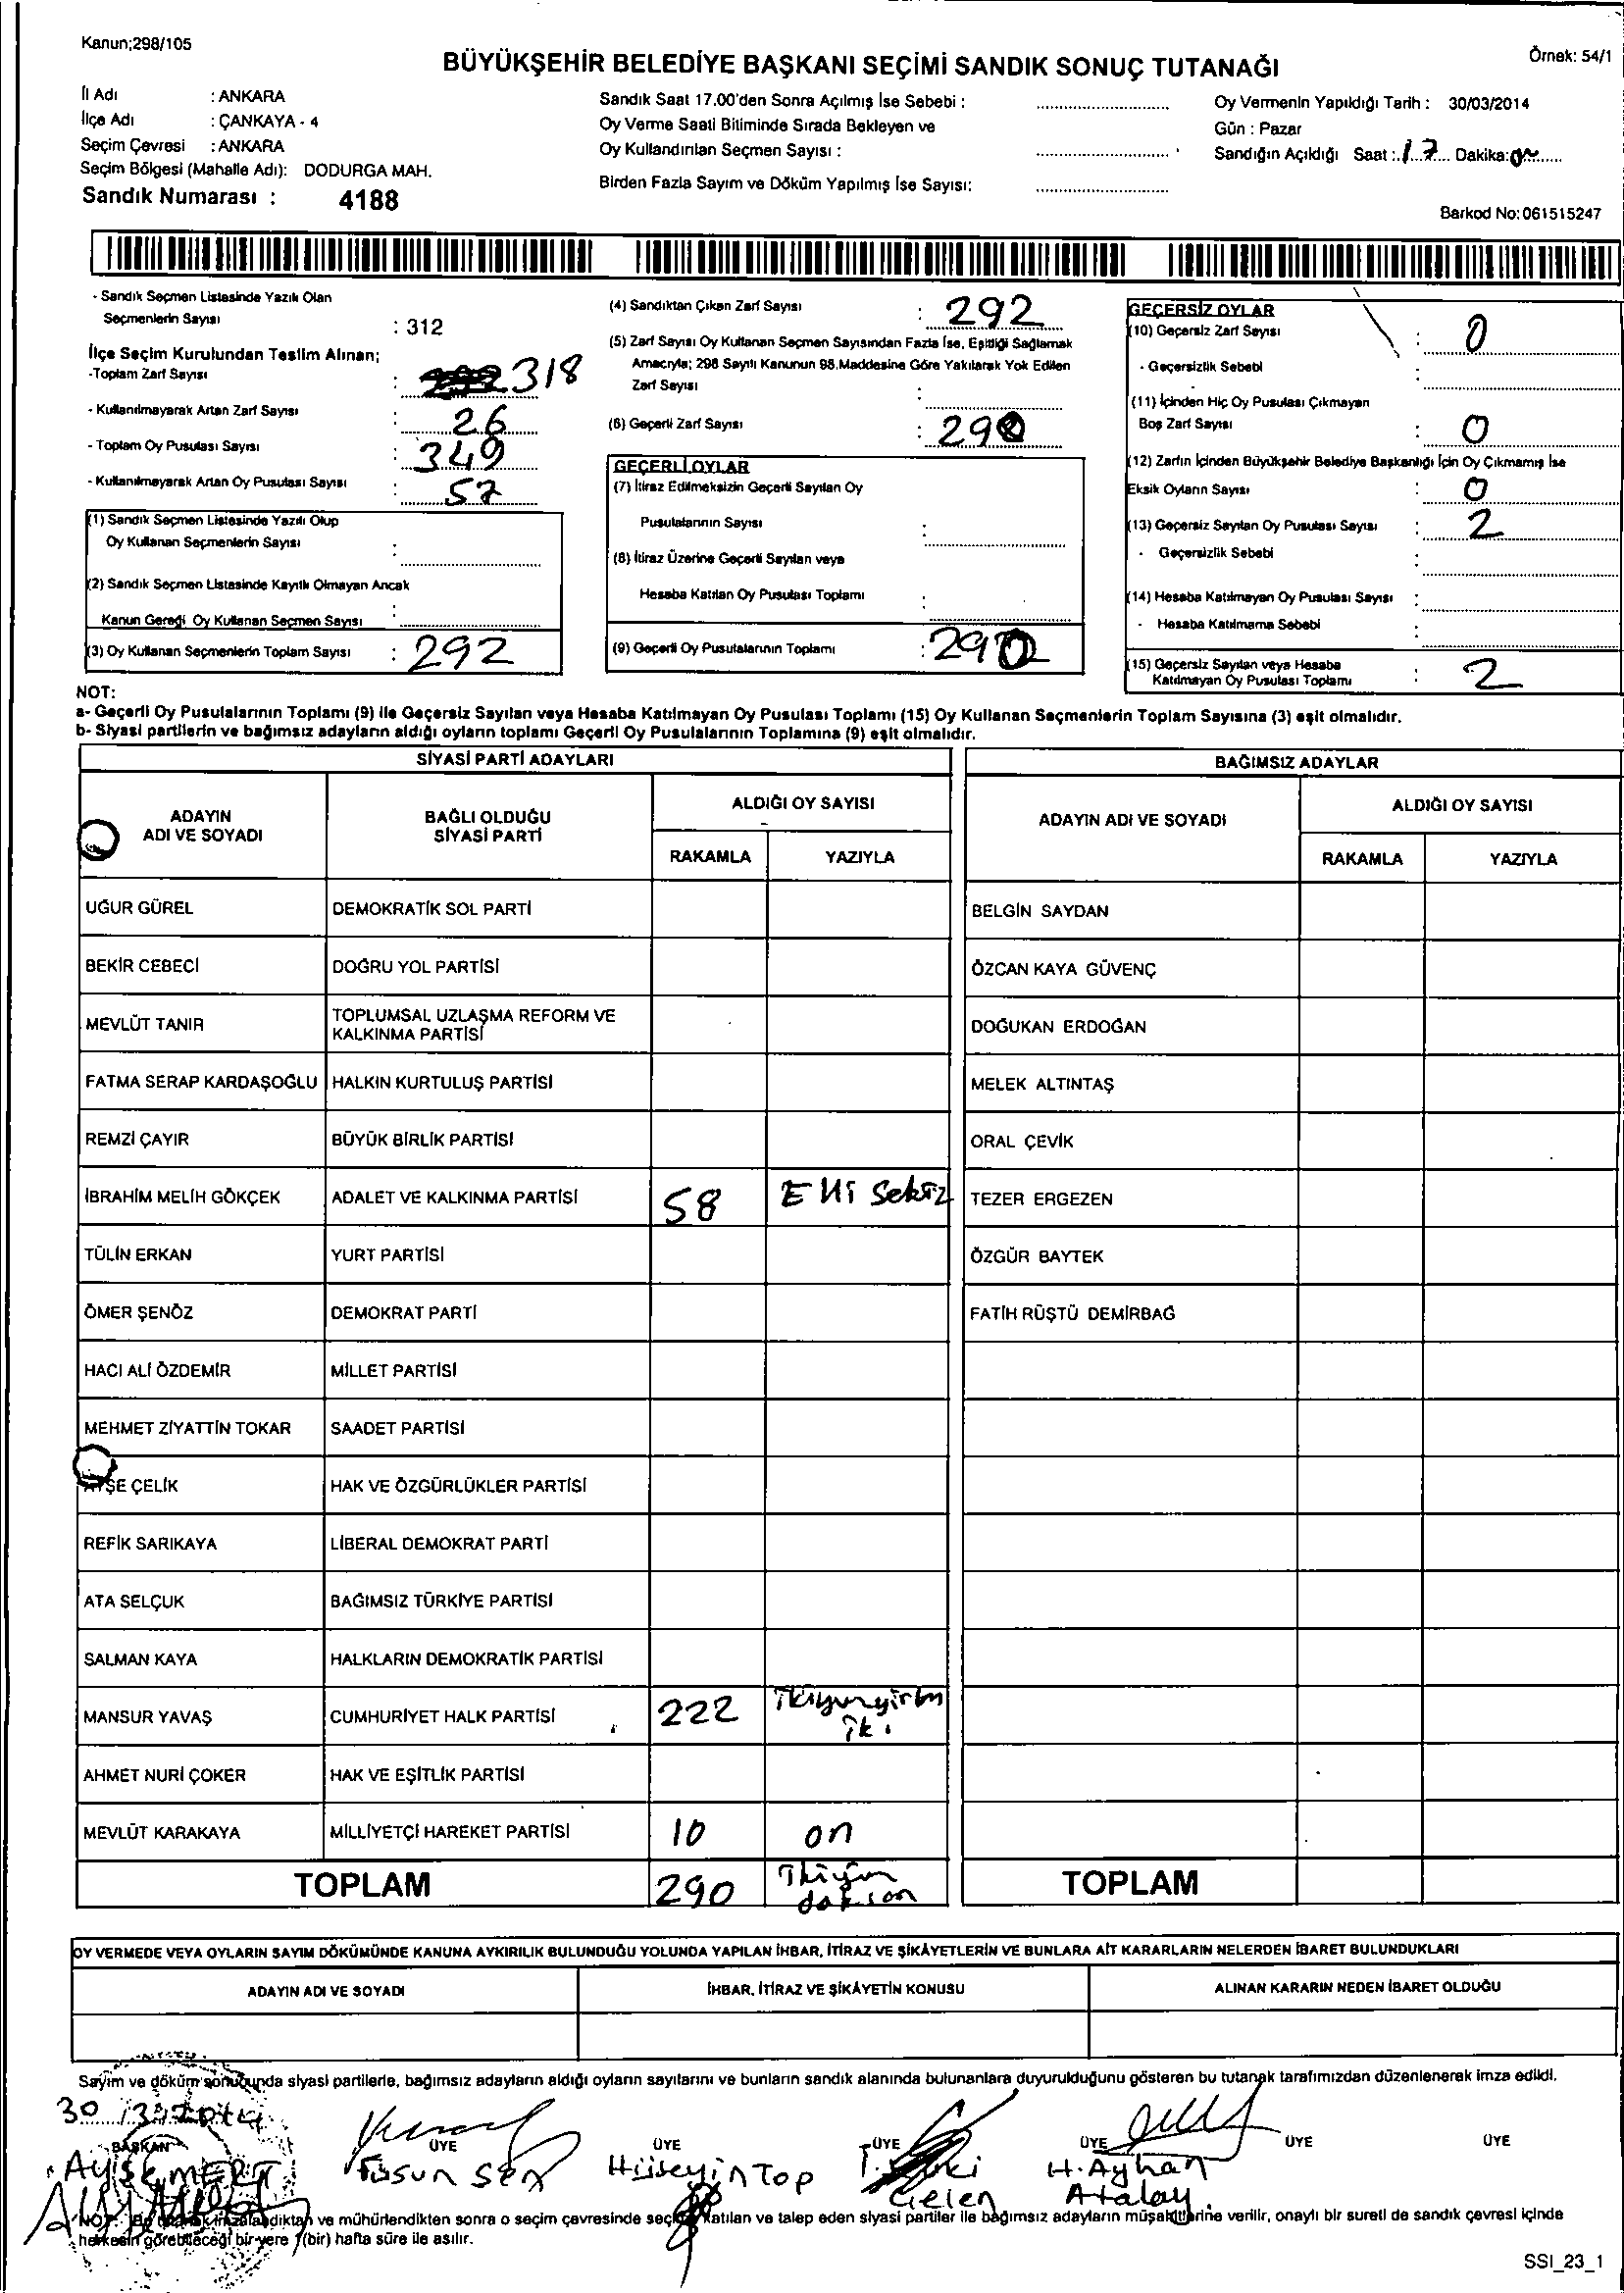 Kanun;298/105
Örnek: 54/1
BÜYÜKŞEHİR BELEDİYE BAŞKANI SEÇİMİ SANDIK SONUÇ TUTANAĞI
İl Adı : ANKARA
İlçe Adı : ÇANKAYA - 4
Seçim Çevresi : ANKARA
Seçim Bölgesi (Mahalle Adı): DODURGA MAH.
Sandık Numarası : 4188
Sandık Saat 17.00'den Sonra Açılmış İse Sebebi :
Oy Verme Saati Bitiminde Sırada Bekleyen ve
Oy Kullandırılan Seçmen Sayısı :
Birden Fazla Sayım ve Döküm Yapılmış İse Sayısı:
Oy Vermenin Yapıldığı Tarih : 30/03/2014
Gün : Pazar
Sandığın Açıldığı Saat : 17 Dakika:
Barkod No: 061515247
- Sandık Seçmen Listesinde Yazılı Olan
Seçmenlerin Sayısı : 312
İlçe Seçim Kurulundan Teslim Alınan;
-Toplam Zarf Sayısı : 318
- Kullanılmayarak Artan Zarf Sayısı : 26
- Toplam Oy Pusulası Sayısı : 349
- Kullanılmayarak Artan Oy Pusulası Sayısı : 57
(1) Sandık Seçmen Listesinde Yazılı Olup
Oy Kullanan Seçmenlerin Sayısı :
(2) Sandık Seçmen Listesinde Kayıtlı Olmayan Ancak
Kanun Gereği Oy Kullanan Seçmen Sayısı :
(3) Oy Kullanan Seçmenlerin Toplam Sayısı : 292
(4) Sandıktan Çıkan Zarf Sayısı : 292
(5) Zarf Sayısı Oy Kullanan Seçmen Sayısından Fazla İse, Eşitliği Sağlamak
Amacıyla; 298 Sayılı Kanunun 98.Maddesine Göre Yakılarak Yok Edilen
Zarf Sayısı :
(6) Geçerli Zarf Sayısı : 292
GEÇERLİ OYLAR
(7) İtiraz Edilmeksizin Geçerli Sayılan Oy
Pusulalarının Sayısı :
(8) İtiraz Üzerine Geçerli Sayılan veya
Hesaba Katılan Oy Pusulası Toplamı :
(9) Geçerli Oy Pusulalarının Toplamı : 290
GEÇERSİZ OYLAR
(10) Geçersiz Zarf Sayısı : 0
- Geçersizlik Sebebi :
(11) İçinden Hiç Oy Pusulası Çıkmayan
Boş Zarf Sayısı : 0
(12) Zarfın İçinden Büyükşehir Belediye Başkanlığı İçin Oy Çıkmamış İse
Eksik Oyların Sayısı : 0
(13) Geçersiz Sayılan Oy Pusulası Sayısı : 2
- Geçersizlik Sebebi :
(14) Hesaba Katılmayan Oy Pusulası Sayısı :
- Hesaba Katılmama Sebebi :
(15) Geçersiz Sayılan veya Hesaba
Katılmayan Oy Pusulası Toplamı : 2
NOT:
a- Geçerli Oy Pusulalarının Toplamı (9) ile Geçersiz Sayılan veya Hesaba Katılmayan Oy Pusulası Toplamı (15) Oy Kullanan Seçmenlerin Toplam Sayısına (3) eşit olmalıdır.
b- Siyasi partilerin ve bağımsız adayların aldığı oyların toplamı Geçerli Oy Pusulalarının Toplamına (9) eşit olmalıdır.
SİYASİ PARTİ ADAYLARI
ADAYIN
ADI VE SOYADI
BAĞLI OLDUĞU
SİYASİ PARTİ
ALDIĞI OY SAYISI
RAKAMLA YAZIYLA
UĞUR GÜREL DEMOKRATİK SOL PARTİ
BEKİR CEBECİ DOĞRU YOL PARTİSİ
MEVLÜT TANIR TOPLUMSAL UZLAŞMA REFORM VE
KALKINMA PARTİSİ
FATMA SERAP KARDAŞOĞLU HALKIN KURTULUŞ PARTİSİ
REMZİ ÇAYIR BÜYÜK BİRLİK PARTİSİ
İBRAHİM MELİH GÖKÇEK ADALET VE KALKINMA PARTİSİ 58 Elli Sekiz
TÜLİN ERKAN YURT PARTİSİ
ÖMER ŞENÖZ DEMOKRAT PARTİ
HACI ALİ ÖZDEMİR MİLLET PARTİSİ
MEHMET ZİYATTİN TOKAR SAADET PARTİSİ
AYŞE ÇELİK HAK VE ÖZGÜRLÜKLER PARTİSİ
REFİK SARIKAYA LİBERAL DEMOKRAT PARTİ
ATA SELÇUK BAĞIMSIZ TÜRKİYE PARTİSİ
SALMAN KAYA HALKLARIN DEMOKRATİK PARTİSİ
MANSUR YAVAŞ CUMHURİYET HALK PARTİSİ 222 iki
AHMET NURİ ÇOKER HAK VE EŞİTLİK PARTİSİ
MEVLÜT KARAKAYA MİLLİYETÇİ HAREKET PARTİSİ 10 on
TOPLAM 290
BAĞIMSIZ ADAYLAR
ADAYIN ADI VE SOYADI
ALDIĞI OY SAYISI
RAKAMLA YAZIYLA
BELGİN SAYDAN
ÖZCAN KAYA GÜVENÇ
DOĞUKAN ERDOĞAN
MELEK ALTINTAŞ
ORAL ÇEVİK
TEZER ERGEZEN
ÖZGÜR BAYTEK
FATİH RÜŞTÜ DEMİRBAĞ
TOPLAM
OY VERMEDE VEYA OYLARIN SAYIM DÖKÜMÜNDE KANUNA AYKIRILIK BULUNDUĞU YOLUNDA YAPILAN İHBAR, İTİRAZ VE ŞİKÂYETLERİN VE BUNLARA AİT KARARLARIN NELERDEN İBARET BULUNDUKLARI
ADAYIN ADI VE SOYADI İHBAR, İTİRAZ VE ŞİKÂYETİN KONUSU ALINAN KARARIN NEDEN İBARET OLDUĞU
Sayım ve döküm sonucunda siyasi partilerle, bağımsız adayların aldığı oyların sayılarını ve bunların sandık alanında bulunanlara duyurulduğunu gösteren bu tutanak tarafımızdan düzenlenerek imza edildi.
30 /3/2014
BAŞKAN ÜYE ÜYE ÜYE ÜYE ÜYE ÜYE
Ayşe MERT Füsun Şen Hüseyin Top Gelen H. Ayhan
Atalay
NOT: Bu tutanak imzalandıktan ve mühürlendikten sonra o seçim çevresinde seçime katılan ve talep eden siyasi partiler ile bağımsız adayların müşahitlerine verilir, onaylı bir sureti de sandık çevresi içinde
herkesin görebileceği bir yere 1(bir) hafta süre ile asılır.
SSI_23_1